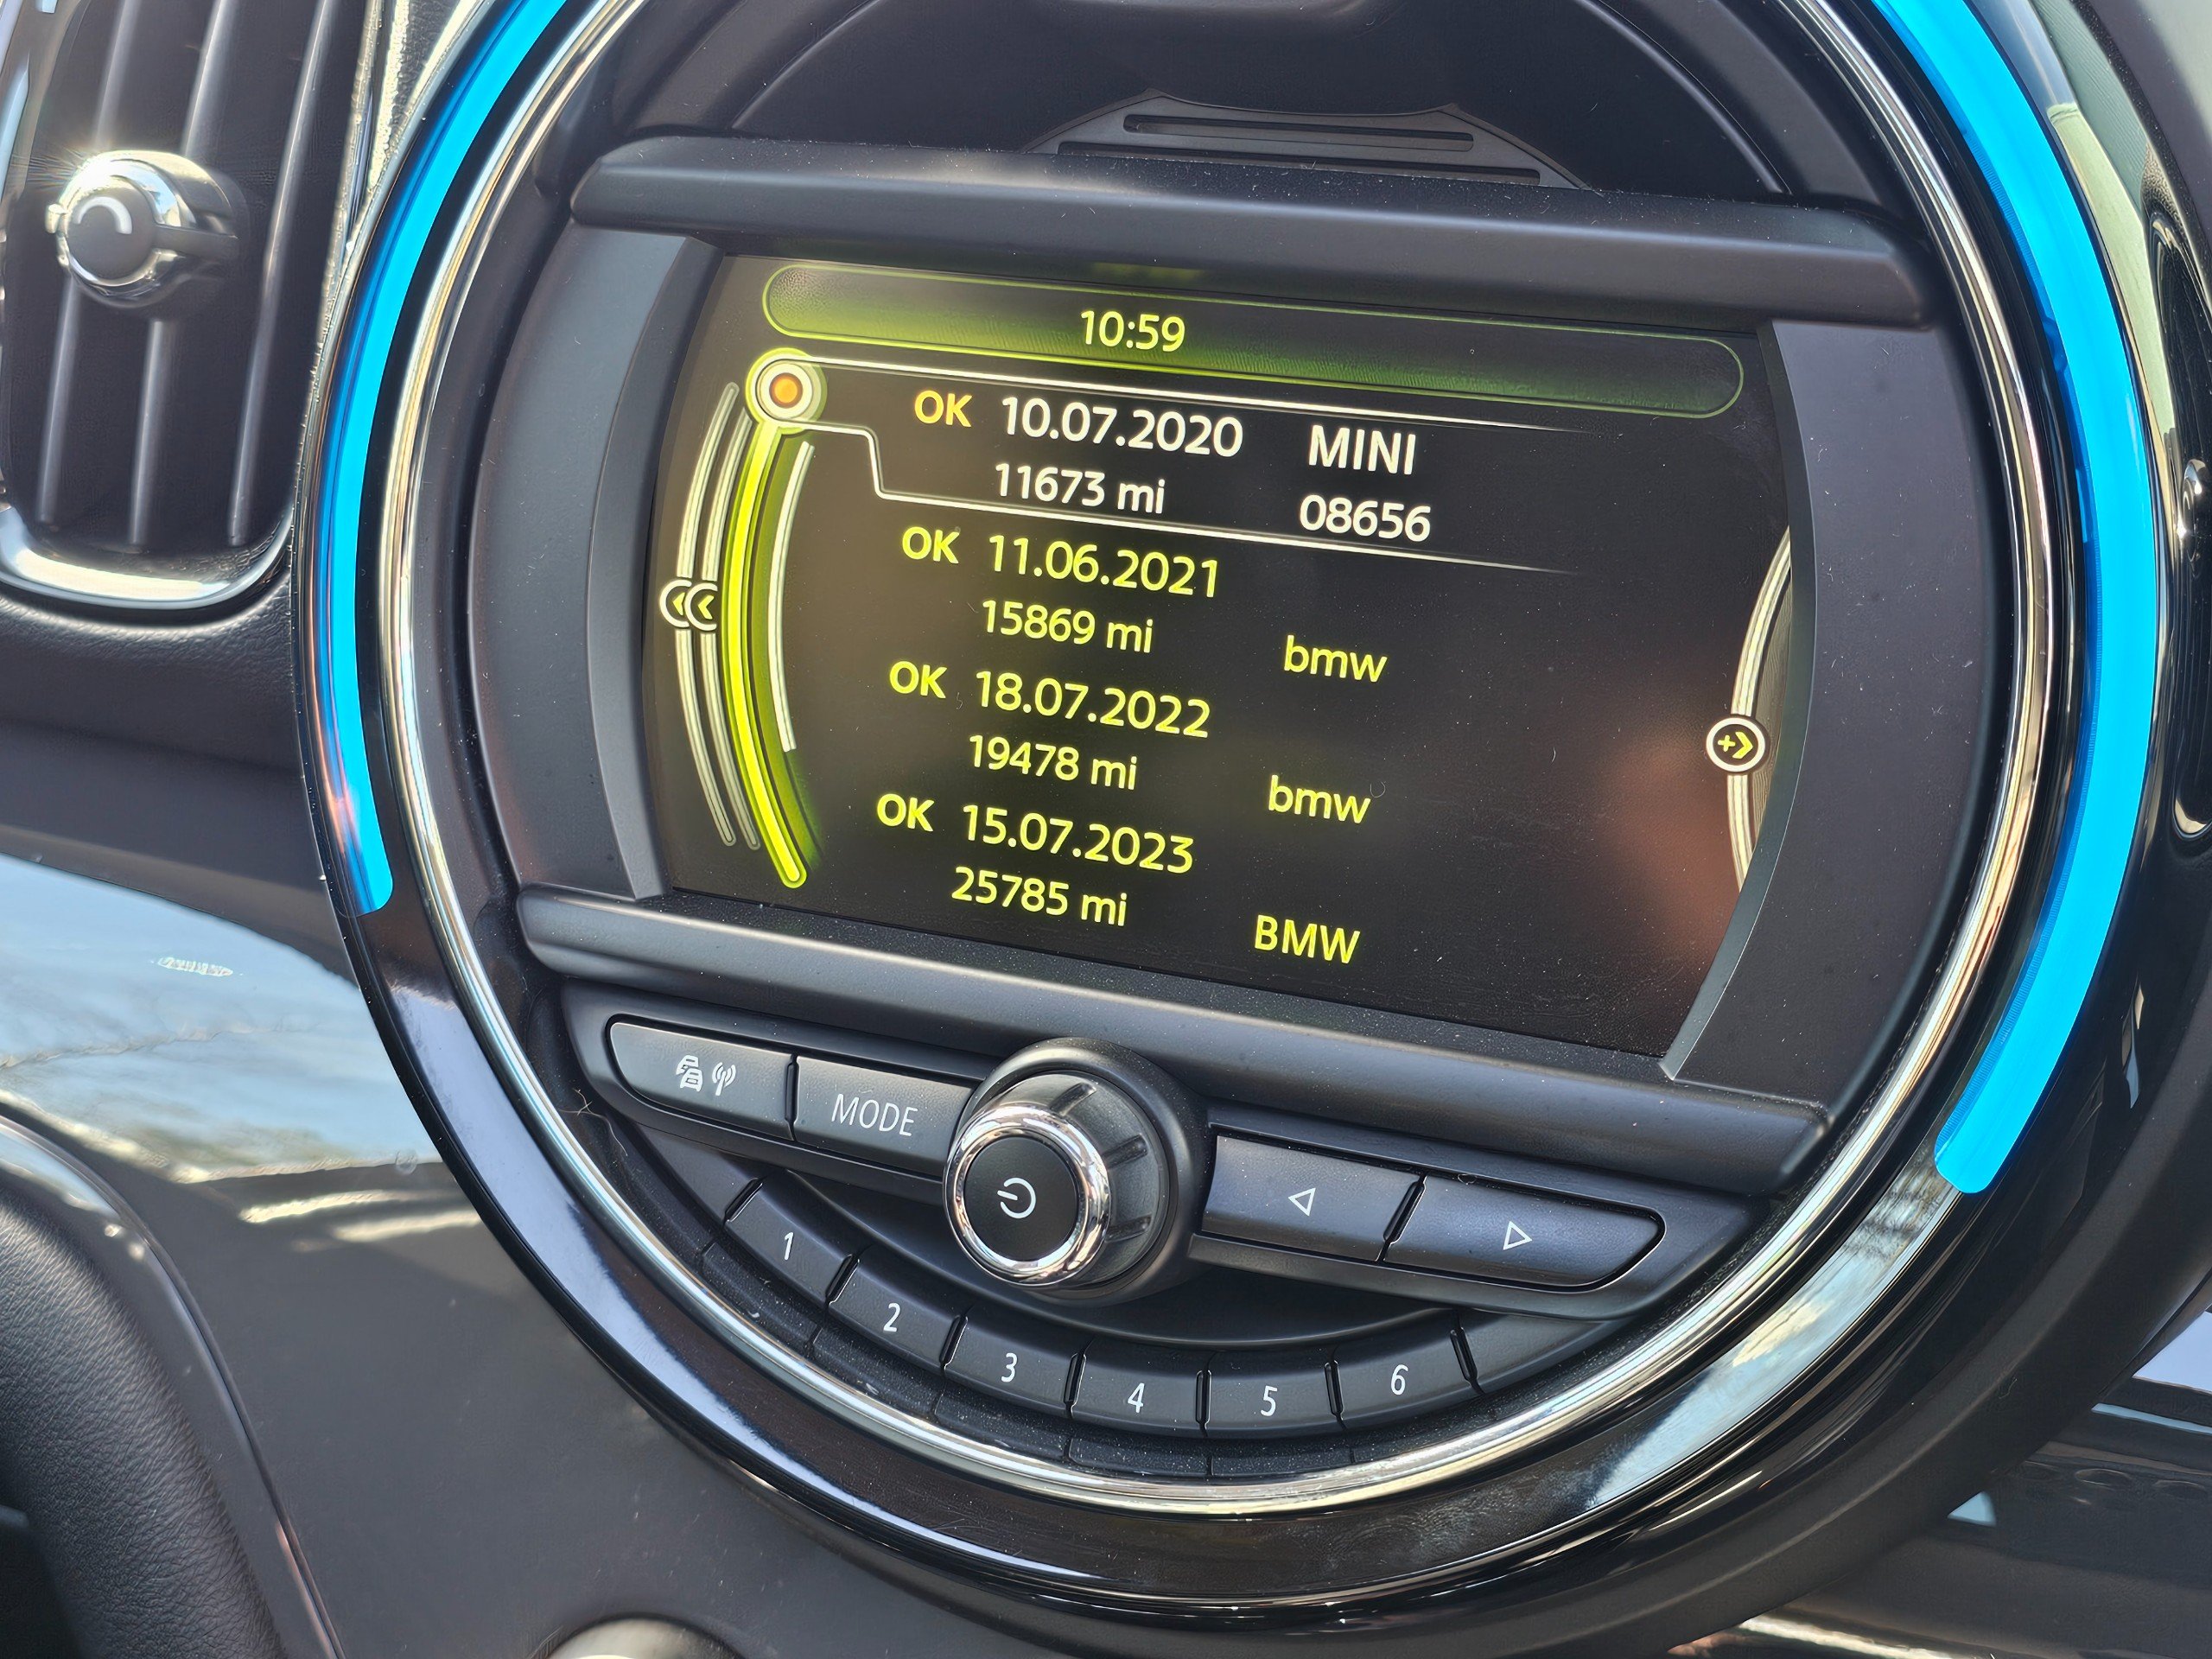 10:59
OK 10.07.2020 MINI
11673 mi 08656
OK 11.06.2021
15869 mi bmw
OK 18.07.2022
19478 mi bmw
OK 15.07.2023
25785 mi BMW
MODE
1 2 3 4 5 6